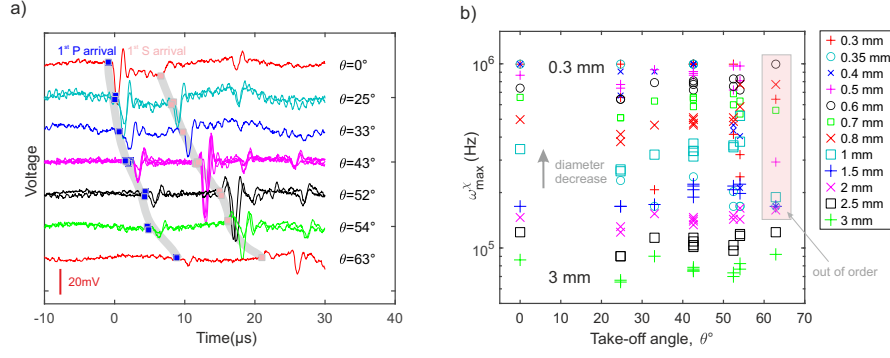 a)
1st P arrival
1st S arrival
θ=0°
θ=25°
θ=33°
θ=43°
θ=52°
θ=54°
θ=63°
20mV
Voltage
-10
0
10
20
30
40
Time(μs)
b)
10^6
10^5
ω_max^χ (Hz)
0.3 mm
diameter
decrease
3 mm
out of order
0
10
20
30
40
50
60
70
Take-off angle, θ°
0.3 mm
0.35 mm
0.4 mm
0.5 mm
0.6 mm
0.7 mm
0.8 mm
1 mm
1.5 mm
2 mm
2.5 mm
3 mm